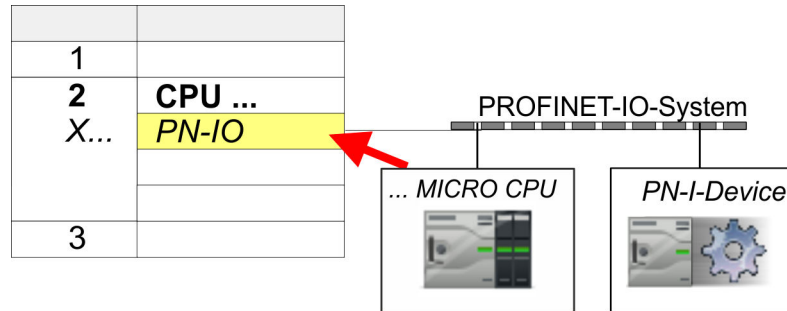 1
2 CPU ...
X... PN-IO
3
PROFINET-IO-System
... MICRO CPU
PN-I-Device